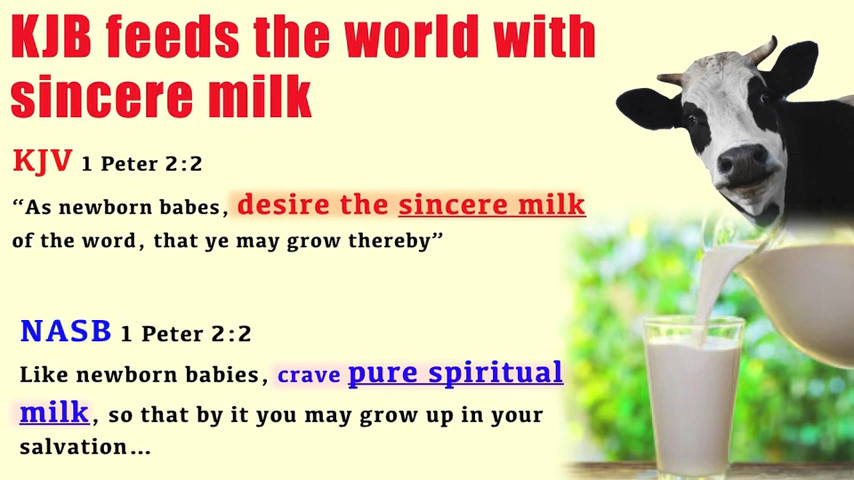 KJB feeds the world with
sincere milk
KJV 1 Peter 2:2
“As newborn babes, desire the sincere milk
of the word, that ye may grow thereby”
NASB 1 Peter 2:2
Like newborn babies, crave pure spiritual
milk, so that by it you may grow up in your
salvation...